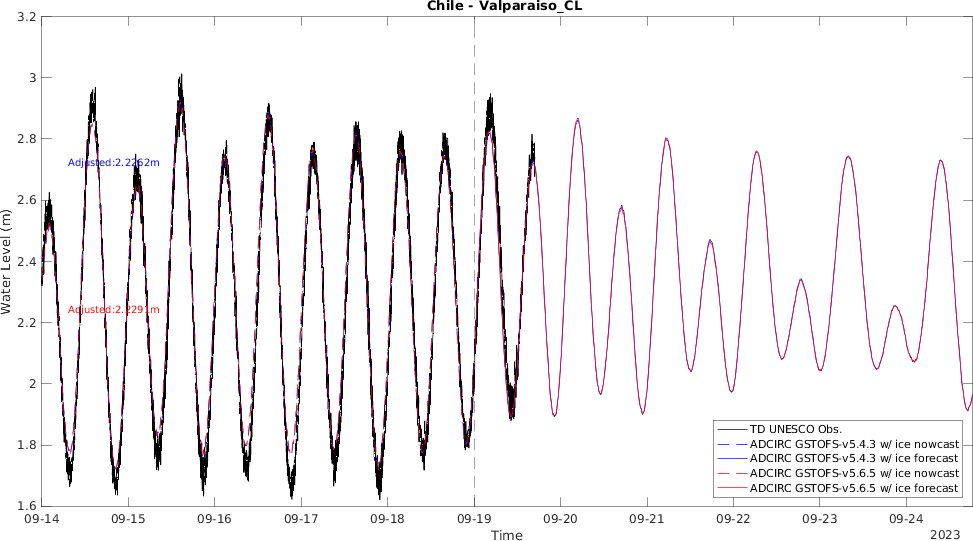 Chile - Valparaiso_CL
3.2
3
2.8
2.6
2.4
2.2
2
1.8
1.6
Water Level (m)
Adjusted:2.2262m
Adjusted:2.2291m
TD UNESCO Obs.
ADCIRC GSTOFS-v5.4.3 w/ ice nowcast
ADCIRC GSTOFS-v5.4.3 w/ ice forecast
ADCIRC GSTOFS-v5.6.5 w/ ice nowcast
ADCIRC GSTOFS-v5.6.5 w/ ice forecast
09-14 09-15 09-16 09-17 09-18 09-19 09-20 09-21 09-22 09-23 09-24
Time
2023